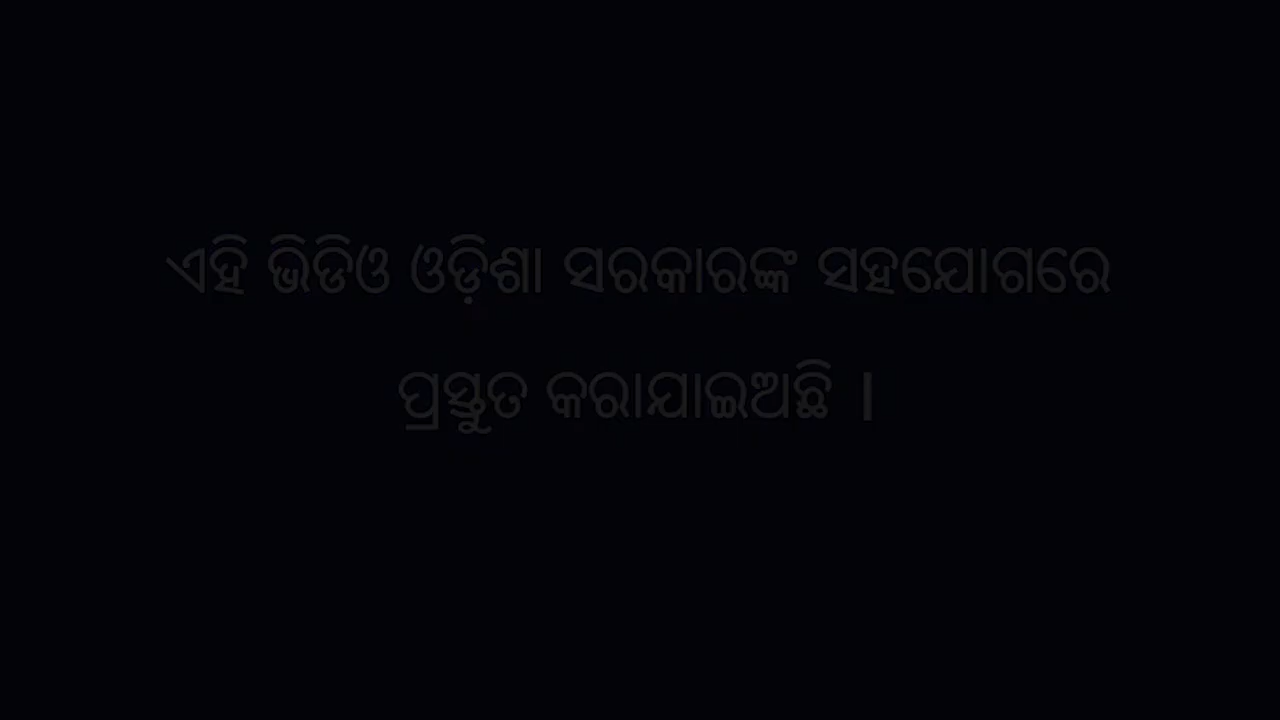 ଏହି ଭିଡିଓ ଓଡ଼ିଶା ସରକାରଙ୍କ ସହଯୋଗରେ
ପ୍ରସ୍ତୁତ କରାଯାଇଅଛି ।